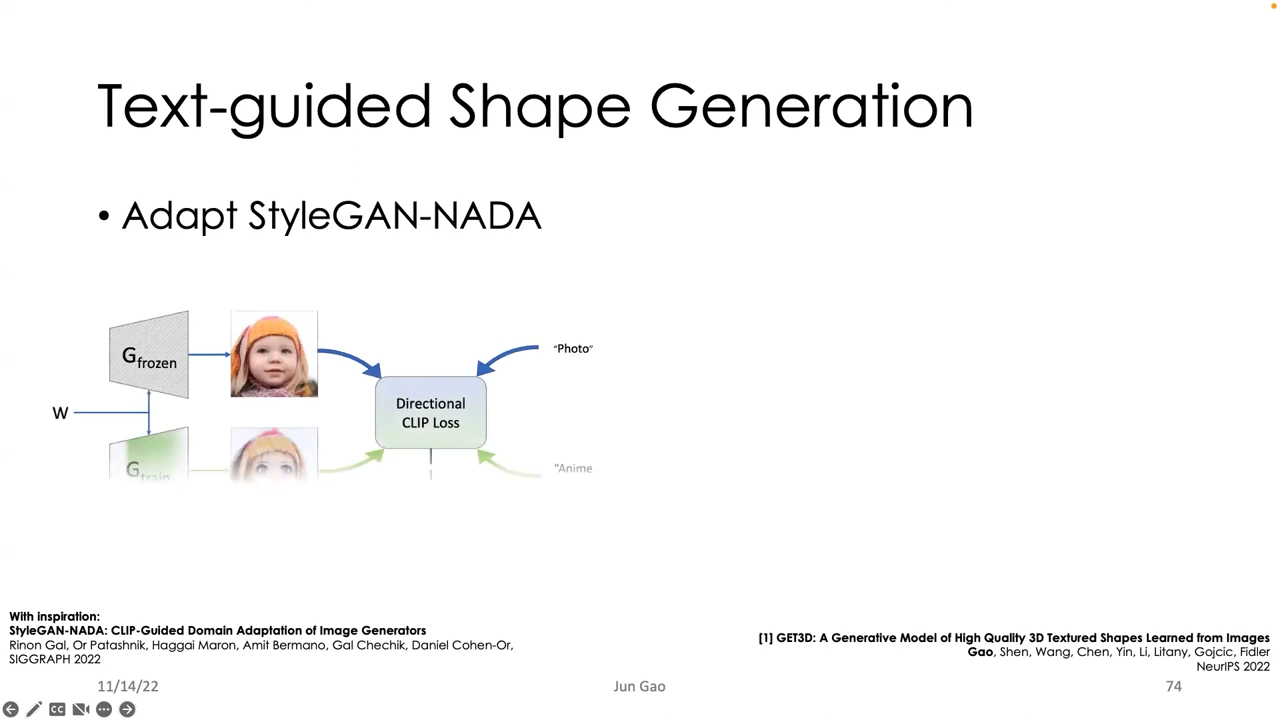 Text-guided Shape Generation
• Adapt StyleGAN-NADA
Gfrozen
"Photo"
Directional
CLIP Loss
W
Gtrain
"Anime
With inspiration:
StyleGAN-NADA: CLIP-Guided Domain Adaptation of Image Generators
Rinon Gal, Or Patashnik, Haggai Maron, Amit Bermano, Gal Chechik, Daniel Cohen-Or,
SIGGRAPH 2022
[1] GET3D: A Generative Model of High Quality 3D Textured Shapes Learned from Images
Gao, Shen, Wang, Chen, Yin, Li, Litany, Gojcic, Fidler
NeurIPS 2022
11/14/22
Jun Gao
74
CC